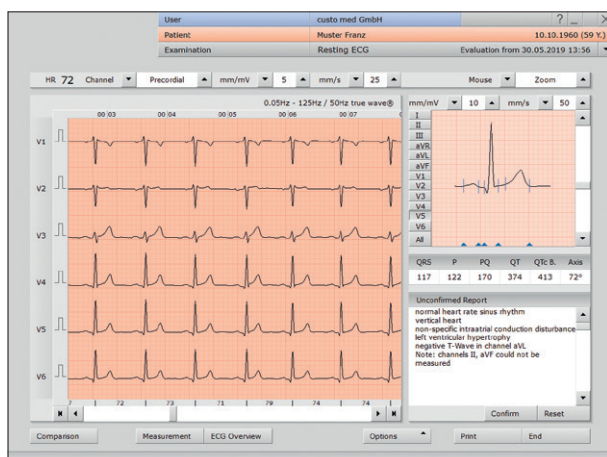 User custo med GmbH ? _ X
Patient Muster Franz 10.10.1960 (59 Y.)
Examination Resting ECG Evaluation from 30.05.2019 13:56
HR 72 Channel Precordial mm/mV 5 mm/s 25 Mouse Zoom
0.05Hz - 125Hz / 50Hz true wave®
00:03 00:04 00:05 00:06 00:07
V1
V2
V3
V4
V5
V6
72 73 72 71 79 74 74
mm/mV 10 mm/s 50
I
II
III
aVR
aVL
aVF
V1
V2
V3
V4
V5
V6
All
QRS P PQ QT QTc B. Axis
117 122 170 374 413 72°
Unconfirmed Report
normal heart rate sinus rhythm
vertical heart
non-specific intraatrial conduction disturbance
left ventricular hypertrophy
negative T-Wave in channel aVL
Note: channels II, aVF could not be
measured
Confirm Reset
Comparison Measurement ECG Overview Options Print End